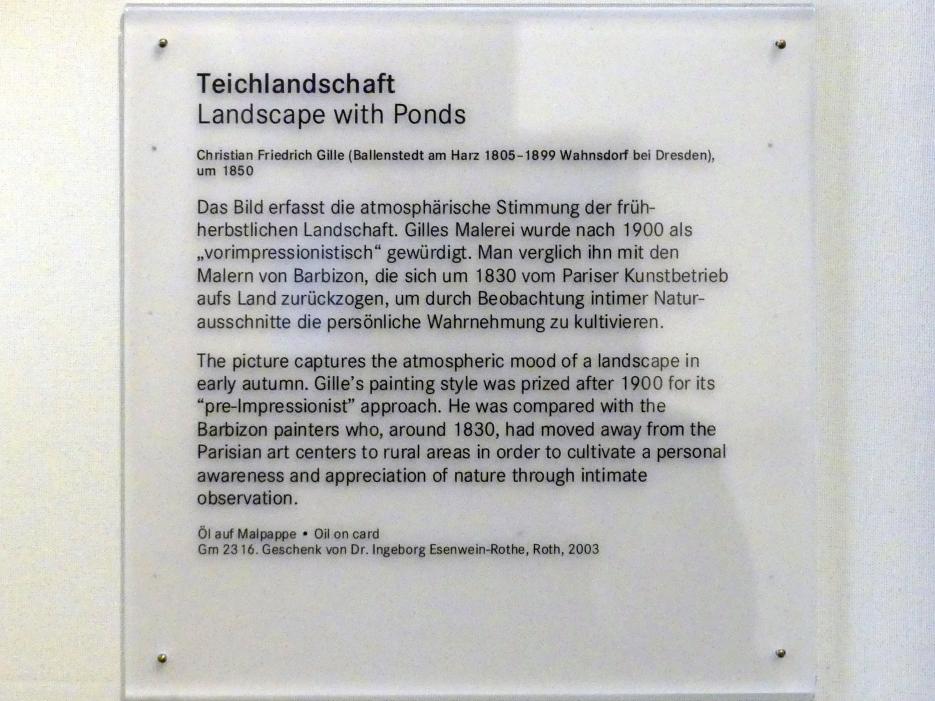 Teichlandschaft
Landscape with Ponds
Christian Friedrich Gille (Ballenstedt am Harz 1805–1899 Wahnsdorf bei Dresden),
um 1850
Das Bild erfasst die atmosphärische Stimmung der früh-
herbstlichen Landschaft. Gilles Malerei wurde nach 1900 als
„vorimpressionistisch“ gewürdigt. Man verglich ihn mit den
Malern von Barbizon, die sich um 1830 vom Pariser Kunstbetrieb
aufs Land zurückzogen, um durch Beobachtung intimer Natur-
ausschnitte die persönliche Wahrnehmung zu kultivieren.
The picture captures the atmospheric mood of a landscape in
early autumn. Gille’s painting style was prized after 1900 for its
“pre-Impressionist” approach. He was compared with the
Barbizon painters who, around 1830, had moved away from the
Parisian art centers to rural areas in order to cultivate a personal
awareness and appreciation of nature through intimate
observation.
Öl auf Malpappe • Oil on card
Gm 2316. Geschenk von Dr. Ingeborg Esenwein-Rothe, Roth, 2003